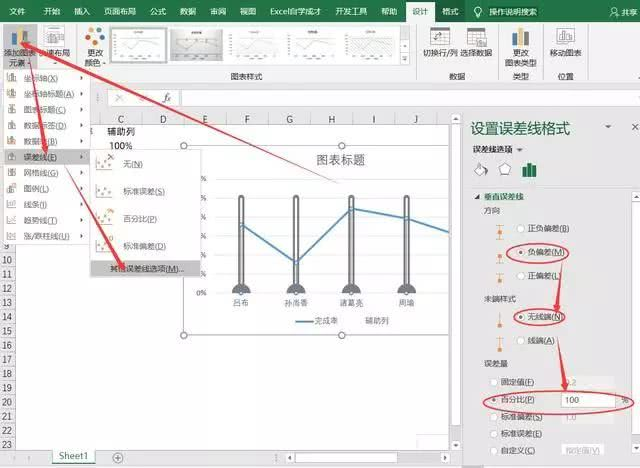 文件 开始 插入 页面布局 公式 数据 审阅 视图 帮助 Excel自学成才 开发工具 百度网盘 设计 格式 操作说明搜索 共享
添加图表元素 快速布局
更改颜色
图表样式
切换行/列 选择数据
数据
更改图表类型
类型
移动图表
位置
坐标轴(X)
坐标轴标题(A)
图表标题(C)
数据标签(D)
误差线(E)
网格线(G)
图例(L)
线条(I)
趋势线(T)
涨/跌柱线(U)
无(N)
标准误差(S)
百分比(P)
标准偏差(D)
其他误差线选项(M)...
fx
C D E F G H
辅助列
100%
图表标题
吕布 孙尚香 诸葛亮 周瑜
完成率 辅助列
9
10
11
12
13
14
15
16
17
18
19
20
21
22
23
Sheet1
设置误差线格式
误差线选项
垂直误差线
方向
正负偏差(B)
负偏差(M)
正偏差(L)
末端样式
无线端(N)
线端(A)
误差量
固定值(F) 0.2
百分比(P) 100 %
标准偏差(S) 1.0
标准误差(E)
自定义(C) 指定值(V)